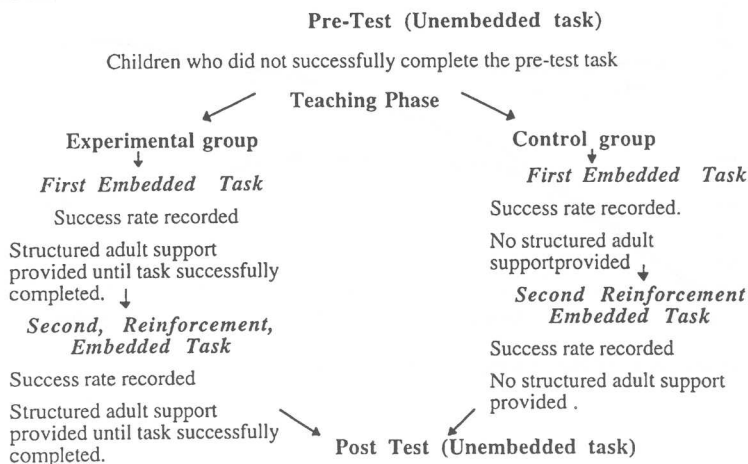 Pre-Test (Unembedded task)
Children who did not successfully complete the pre-test task
Teaching Phase
Experimental group
First Embedded Task
Success rate recorded
Structured adult support
provided until task successfully
completed.
Second, Reinforcement,
Embedded Task
Success rate recorded
Structured adult support
provided until task successfully
completed.
Control group
First Embedded Task
Success rate recorded.
No structured adult
supportprovided
Second Reinforcement
Embedded Task
Success rate recorded
No structured adult support
provided .
Post Test (Unembedded task)